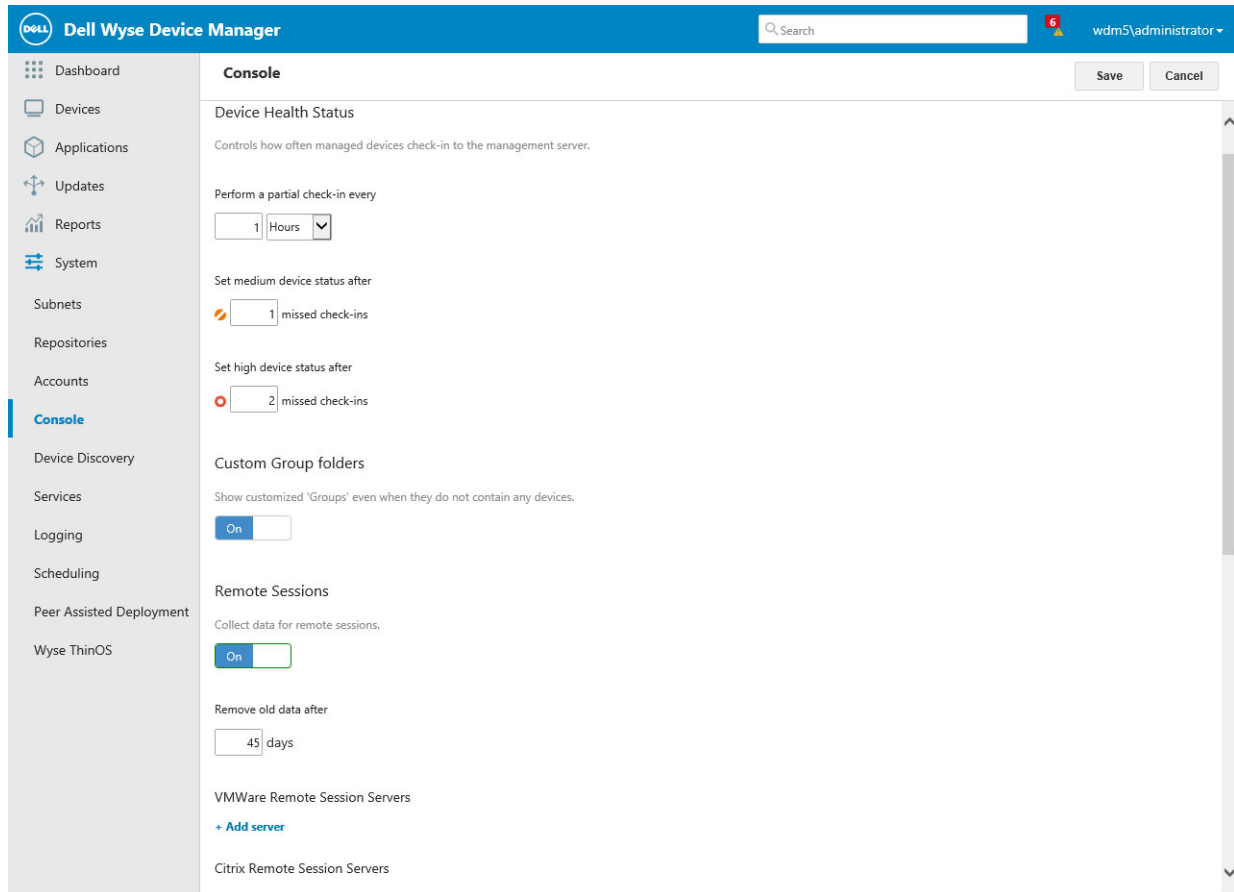 DELL Dell Wyse Device Manager
Search
6
wdm5\administrator
Dashboard
Devices
Applications
Updates
Reports
System
Subnets
Repositories
Accounts
Console
Device Discovery
Services
Logging
Scheduling
Peer Assisted Deployment
Wyse ThinOS
Console
Save
Cancel
Device Health Status
Controls how often managed devices check-in to the management server.
Perform a partial check-in every
1 Hours
Set medium device status after
1 missed check-ins
Set high device status after
2 missed check-ins
Custom Group folders
Show customized 'Groups' even when they do not contain any devices.
On
Remote Sessions
Collect data for remote sessions.
On
Remove old data after
45 days
VMWare Remote Session Servers
+ Add server
Citrix Remote Session Servers